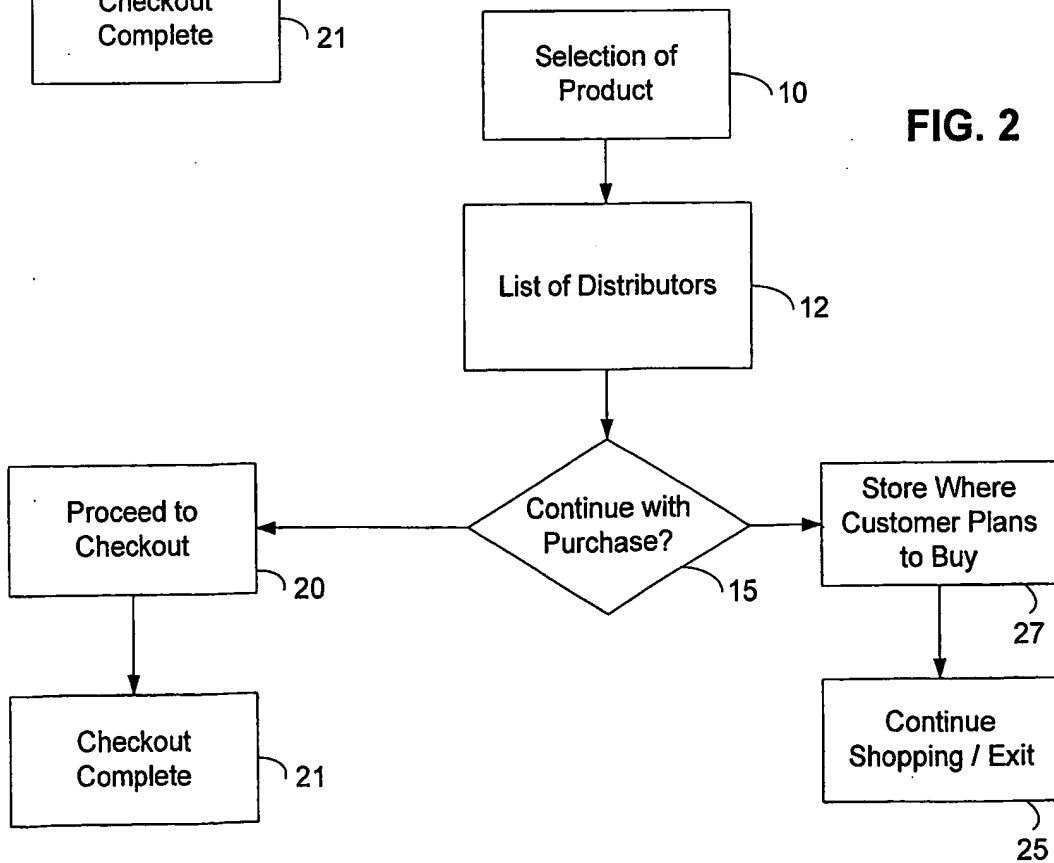 Checkout
Complete
21
Selection of
Product
10
FIG. 2
List of Distributors
12
Continue with
Purchase?
15
Proceed to
Checkout
20
Store Where
Customer Plans
to Buy
27
Checkout
Complete
21
Continue
Shopping / Exit
25